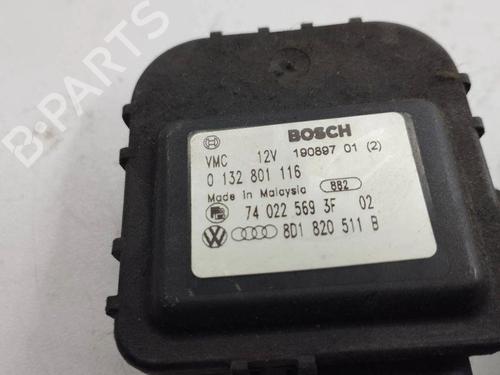 BOSCH
VMC 12V 190897 01 (2)
0 132 801 116
Made in Malaysia 882
74 022 569 3F 02
8D1 820 511 B